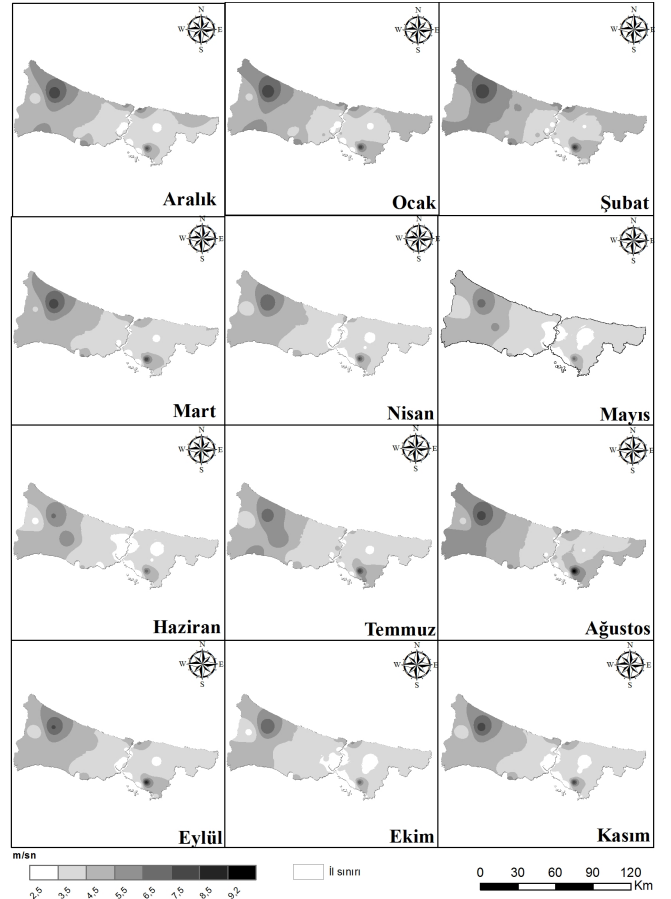 N N N
W E W E W E
S S S
Aralık Ocak Şubat
N N N
W E W E W E
S S S
Mart Nisan Mayıs
N N N
W E W E W E
S S S
Haziran Temmuz Ağustos
N N N
W E W E W E
S S S
Eylül Ekim Kasım
m/sn
İl sınırı
0 30 60 90 120
Km
2,5 3,5 4,5 5,5 6,5 7,5 8,5 9,2